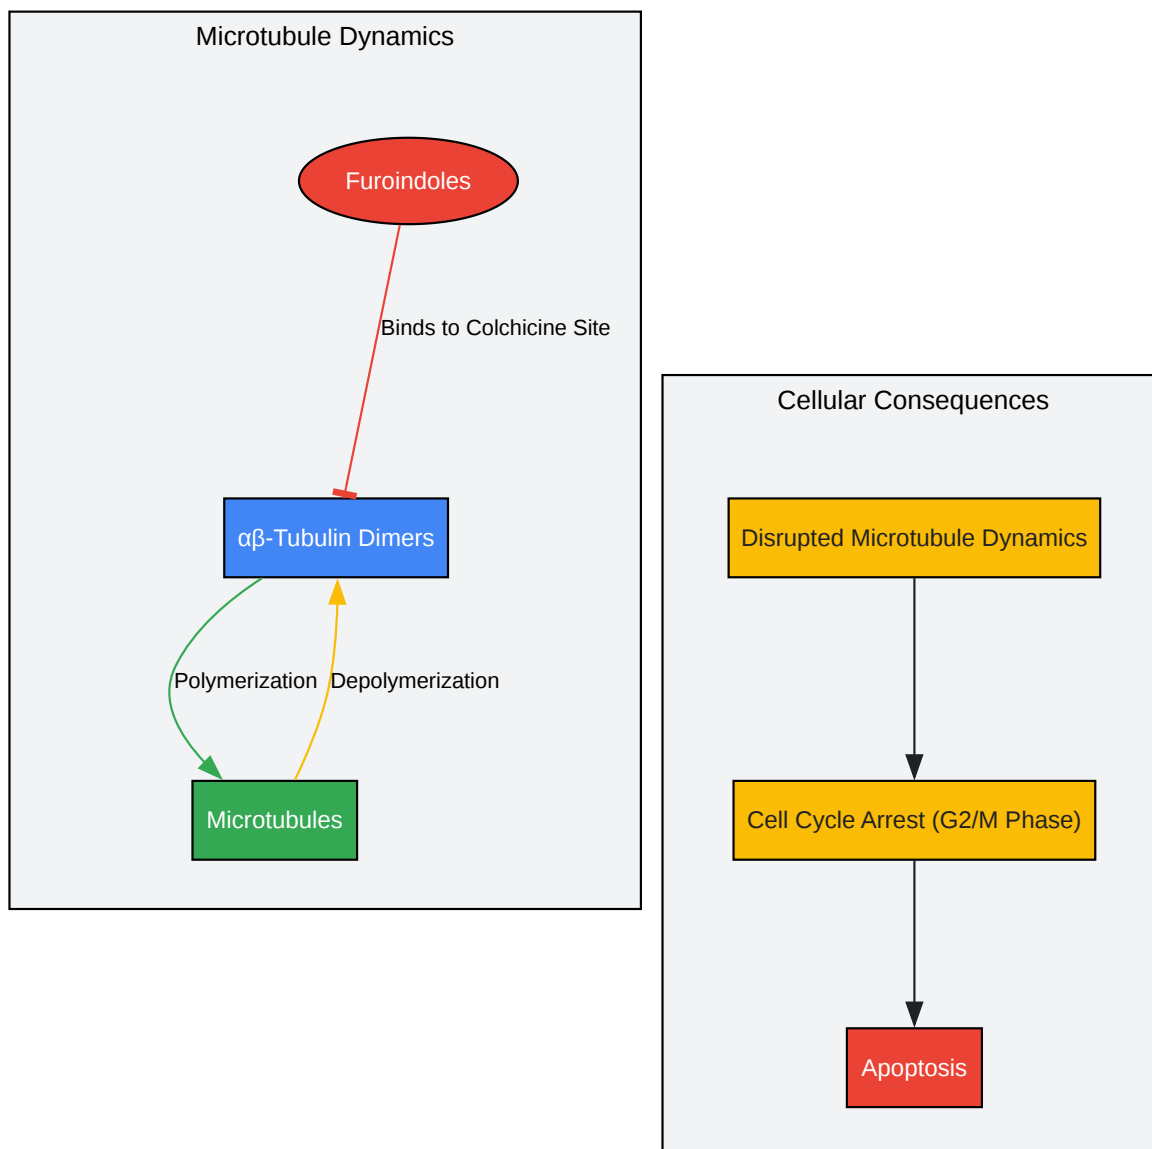 Microtubule Dynamics
Furoindoles
Binds to Colchicine Site
αβ-Tubulin Dimers
Polymerization
Depolymerization
Microtubules
Cellular Consequences
Disrupted Microtubule Dynamics
Cell Cycle Arrest (G2/M Phase)
Apoptosis